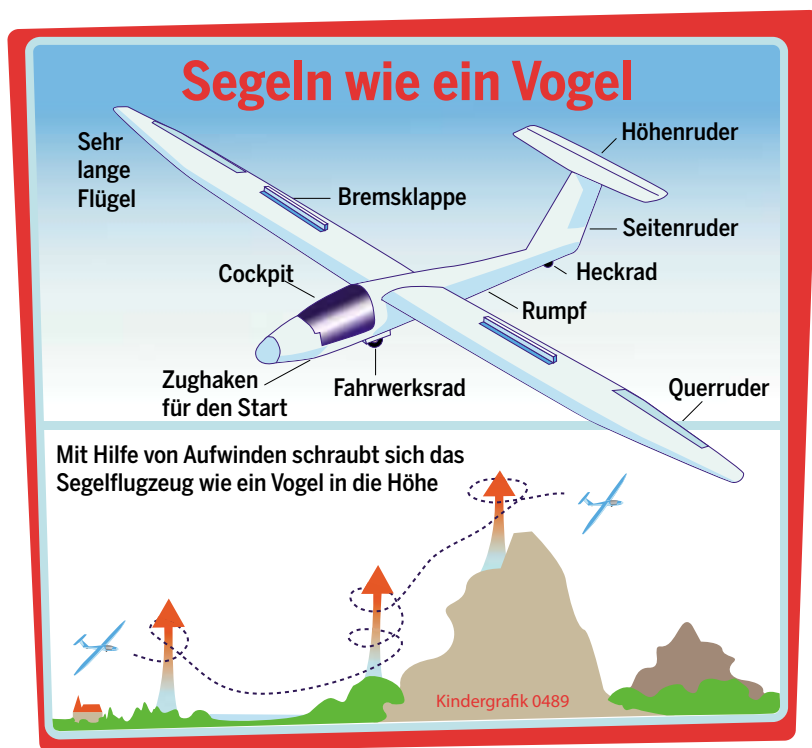 Segeln wie ein Vogel
Sehr
lange
Flügel
Bremsklappe
Höhenruder
Seitenruder
Heckrad
Cockpit
Rumpf
Zughaken
für den Start
Fahrwerksrad
Querruder
Mit Hilfe von Aufwinden schraubt sich das
Segelflugzeug wie ein Vogel in die Höhe
Kindergrafik 0489